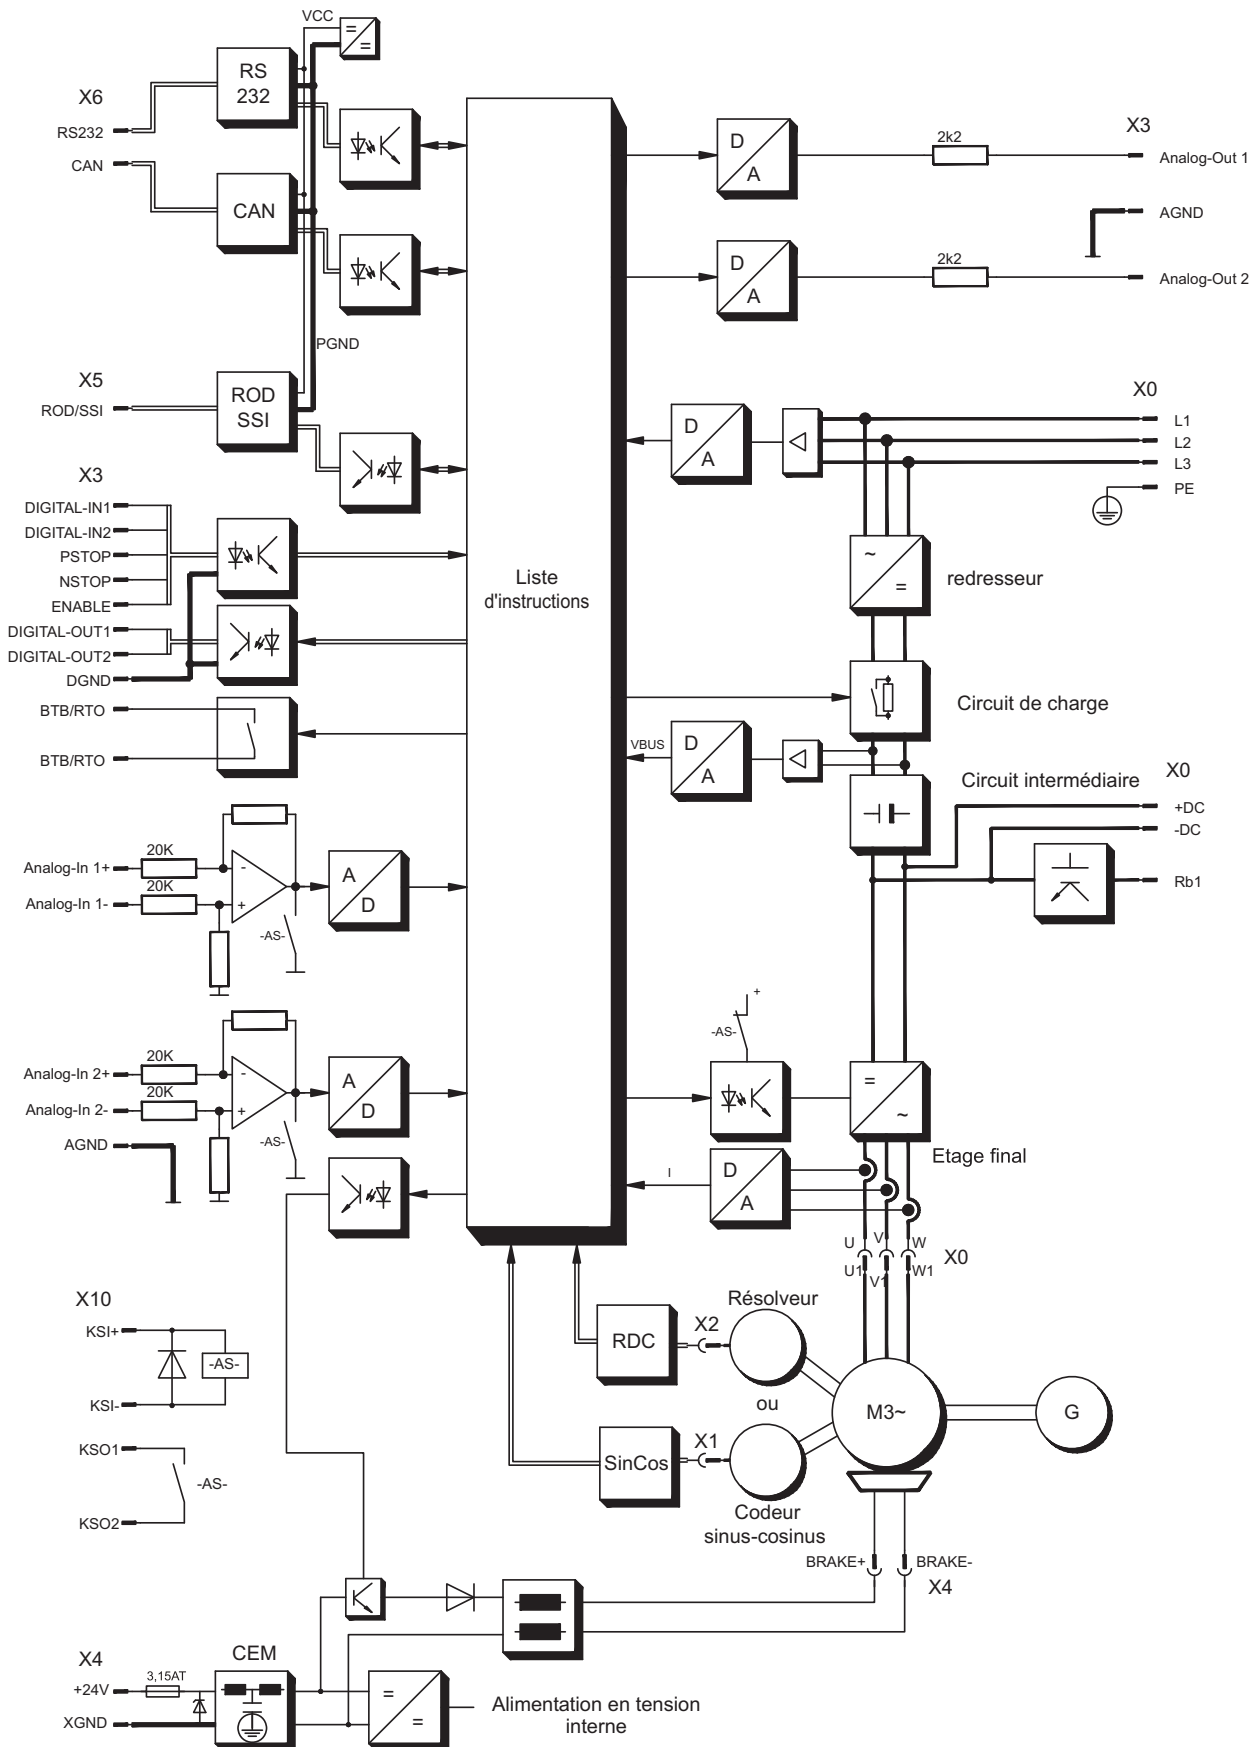 VCC
=
=
RS
232
X6
RS232
CAN
CAN
PGND
X5
ROD/SSI
ROD
SSI
X3
DIGITAL-IN1
DIGITAL-IN2
PSTOP
NSTOP
ENABLE
DIGITAL-OUT1
DIGITAL-OUT2
DGND
BTB/RTO
BTB/RTO
Analog-In 1+
20K
20K
Analog-In 1-
-
+
-AS-
A
D
Analog-In 2+
20K
20K
Analog-In 2-
-
+
-AS-
A
D
AGND
Liste
d'instructions
D
A
2k2
X3
Analog-Out 1
AGND
D
A
2k2
Analog-Out 2
X0
L1
L2
L3
PE
D
A
~
=
redresseur
Circuit de charge
VBUS
D
A
Circuit intermédiaire
X0
+DC
-DC
Rb1
+
-AS-
=
~
Etage final
I
D
A
U
V
W
X0
U1
V1
W1
X10
KSI+
-AS-
KSI-
KSO1
-AS-
KSO2
RDC
X2
Résolveur
ou
M3~
G
SinCos
X1
Codeur
sinus-cosinus
BRAKE+
BRAKE-
X4
X4
+24V
3,15AT
CEM
XGND
=
=
Alimentation en tension
interne